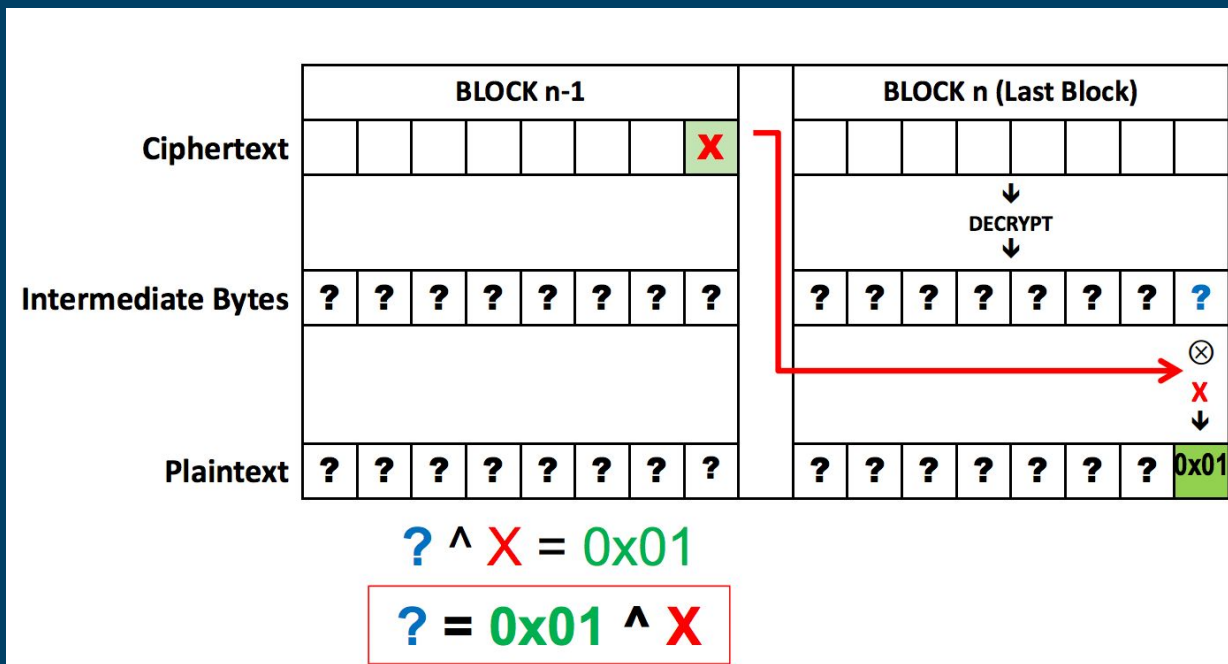 BLOCK n-1 BLOCK n (Last Block)
Ciphertext X
↓
DECRYPT
↓
Intermediate Bytes ? ? ? ? ? ? ? ? ? ? ? ? ? ? ? ?
⊗
X
↓
Plaintext ? ? ? ? ? ? ? ? ? ? ? ? ? ? ? 0x01
? ^ X = 0x01
? = 0x01 ^ X